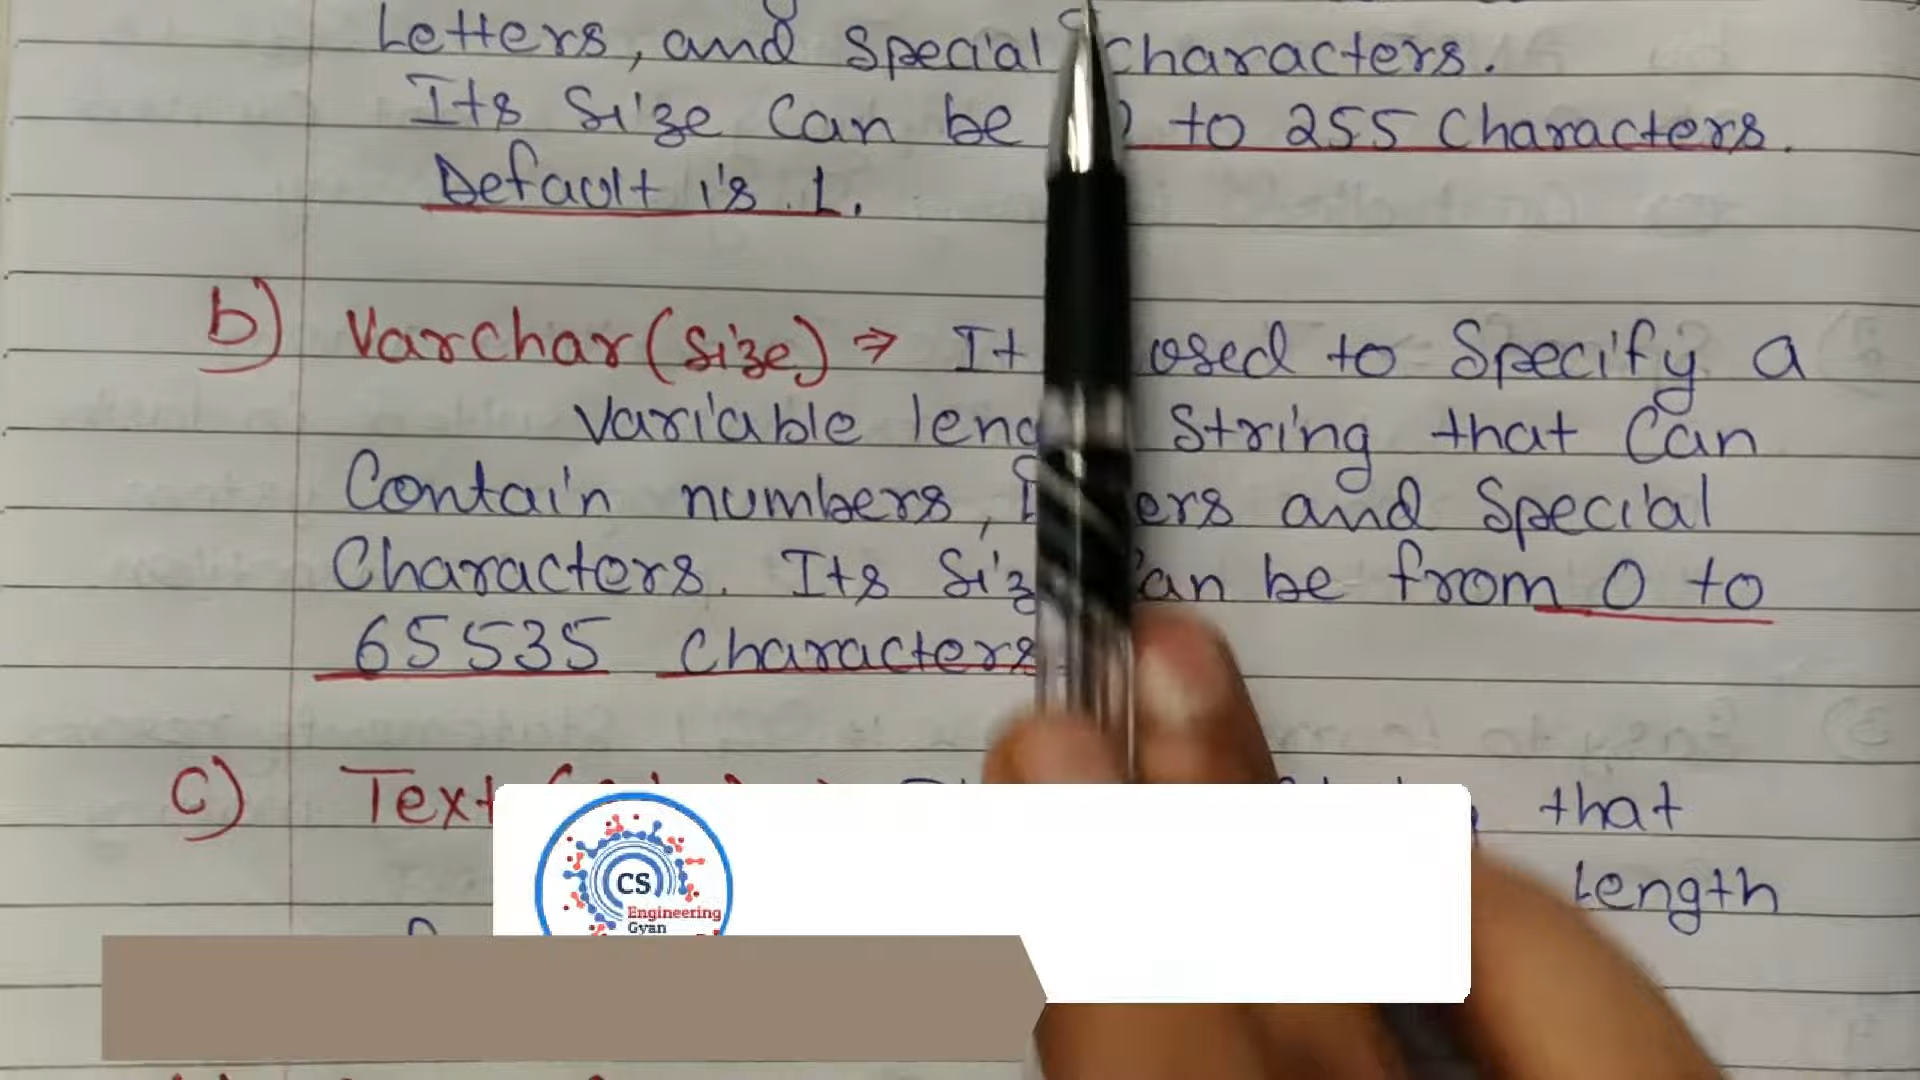 Letters, and Special Characters.
Its Size Can be to 255 Characters.
Default is 1.
b) Varchar(Size) ⇒ It used to Specify a
Variable String that Can
Contain numbers, and Special
Characters. Its be from 0 to
65535 Characters
c) that
length
CS
Engineering
Gyan